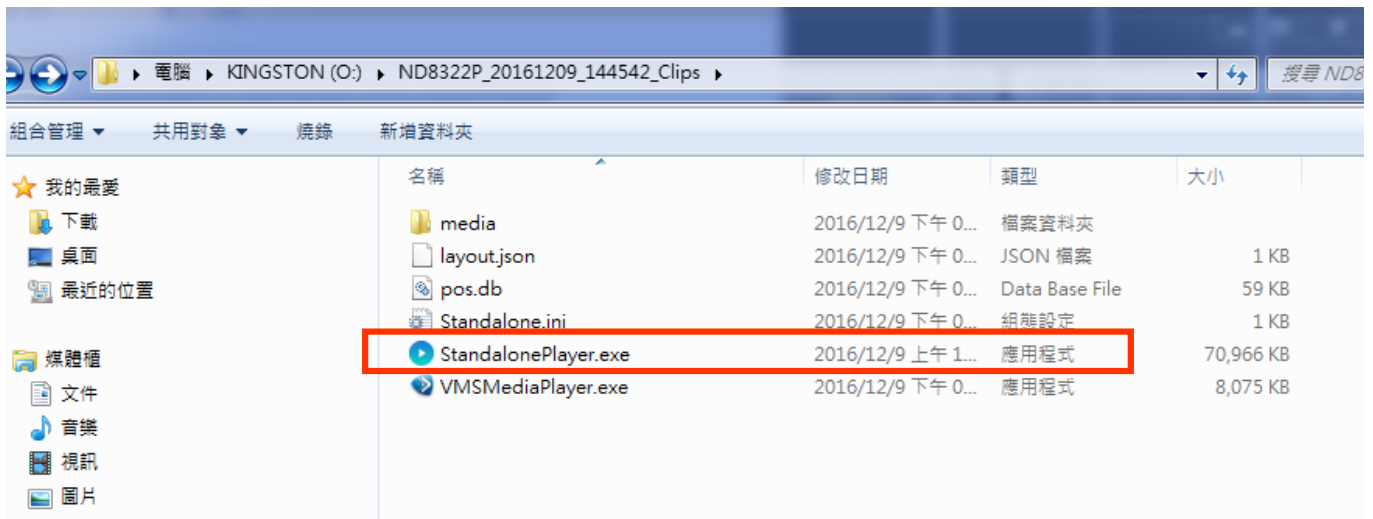 電腦 KINGSTON (O:) ND8322P_20161209_144542_Clips 搜尋 ND8
組合管理 共用對象 燒錄 新增資料夾
名稱 修改日期 類型 大小
我的最愛
下載
桌面
最近的位置
媒體櫃
文件
音樂
視訊
圖片
media 2016/12/9 下午 0... 檔案資料夾
layout.json 2016/12/9 下午 0... JSON 檔案 1 KB
pos.db 2016/12/9 下午 0... Data Base File 59 KB
Standalone.ini 2016/12/9 下午 0... 組態設定 1 KB
StandalonePlayer.exe 2016/12/9 上午 1... 應用程式 70,966 KB
VMSMediaPlayer.exe 2016/12/9 下午 0... 應用程式 8,075 KB